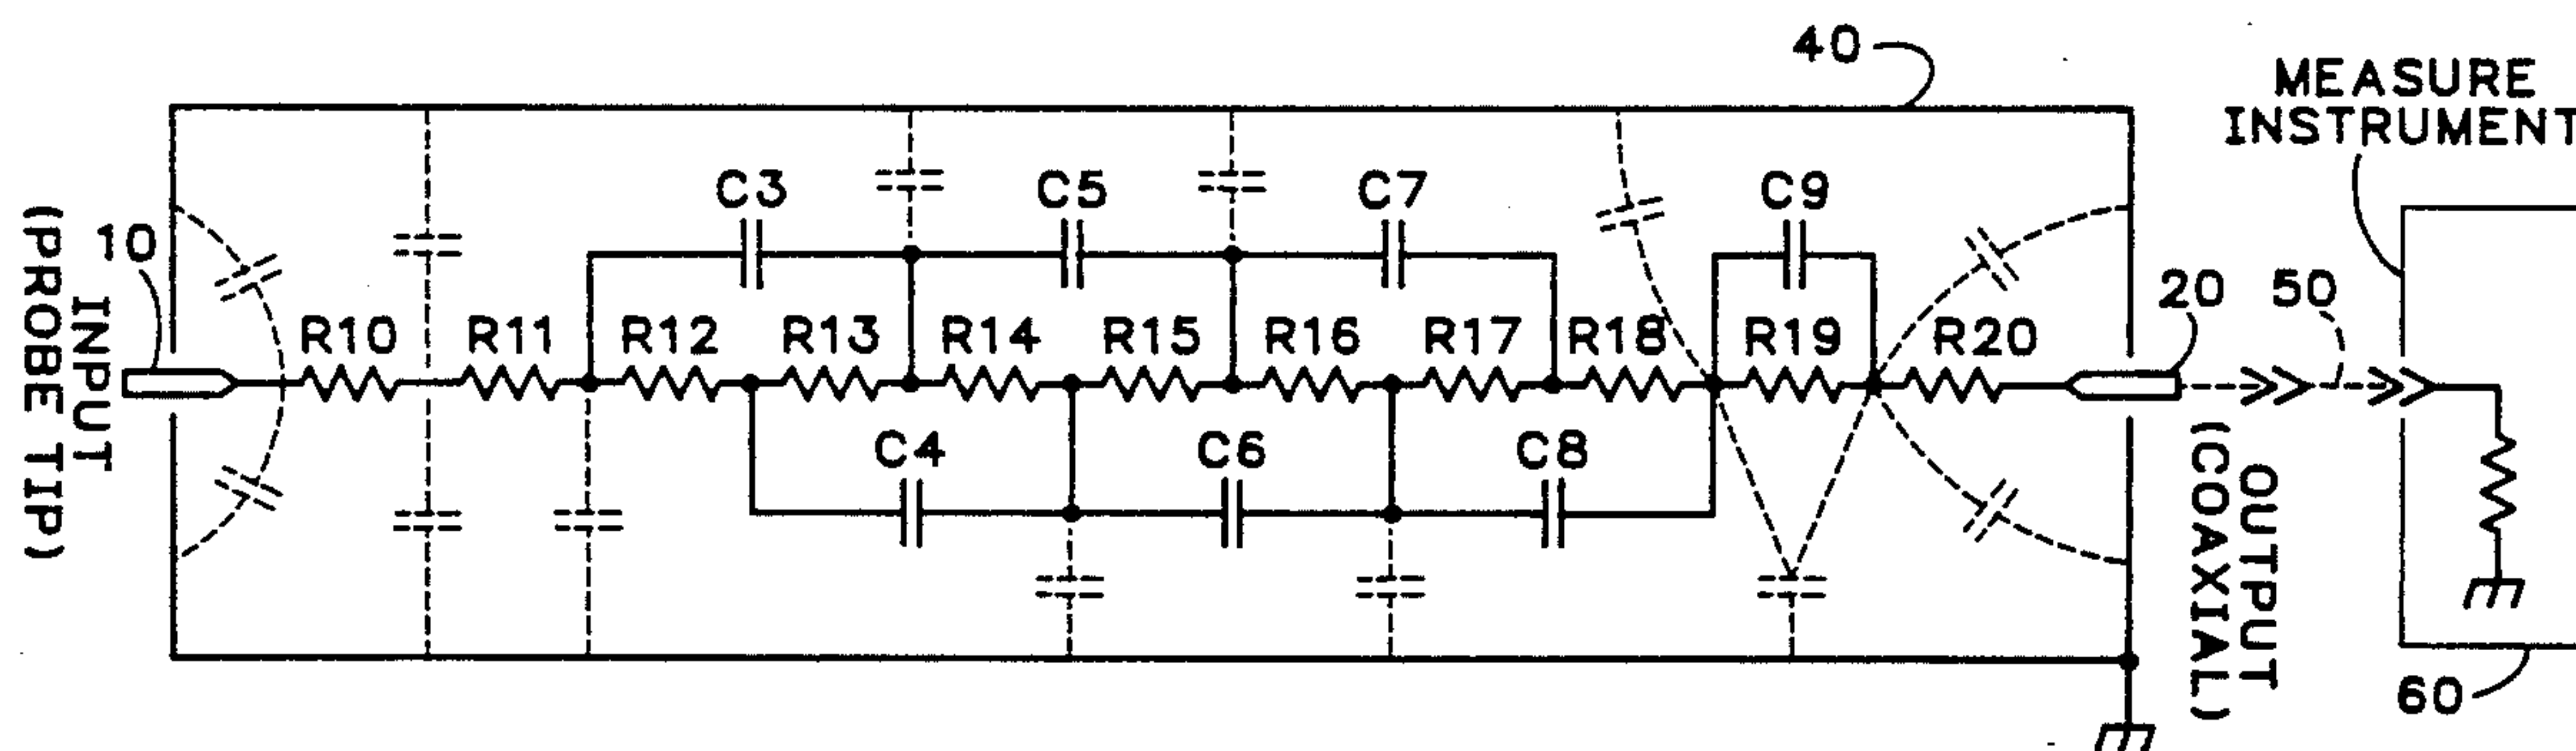 40
MEASURE
INSTRUMENT
C3
C5
C7
C9
10
INPUT
(PROBE TIP)
R10
R11
R12
R13
R14
R15
R16
R17
R18
R19
R20
20
50
C4
C6
C8
OUTPUT
(COAXIAL)
60